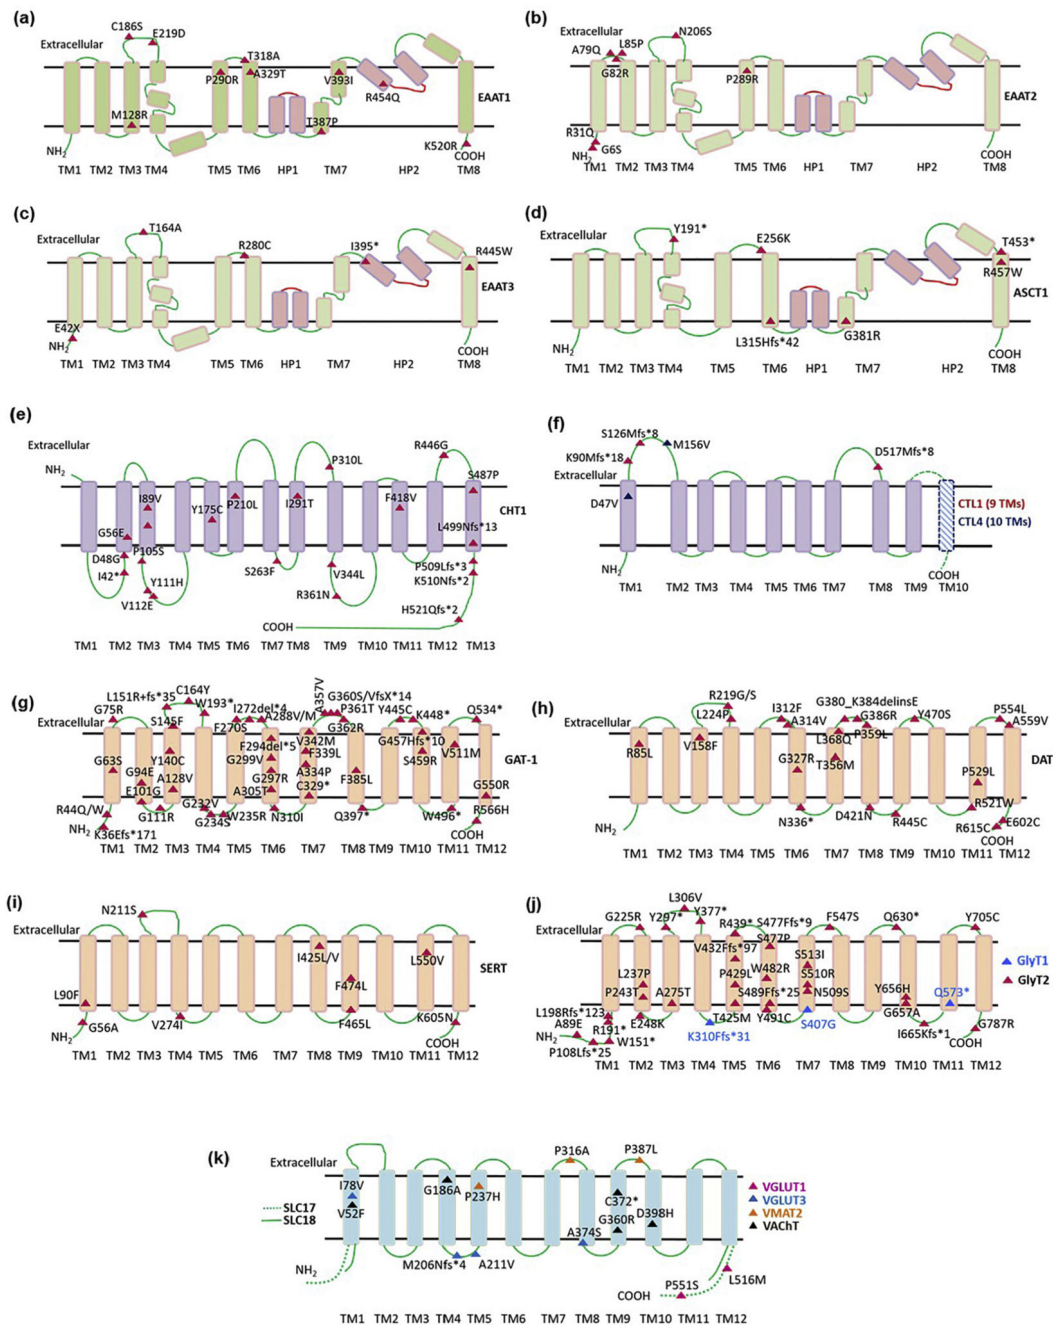 (a)
C186S
E219D
Extracellular
T318A
P290R
A329T
V393I
R454Q
EAAT1
M128R
T387P
NH2
K520R
COOH
TM1 TM2 TM3 TM4 TM5 TM6 HP1 TM7 HP2 TM8
(b)
N206S
Extracellular
A79Q
L85P
G82R
P289R
EAAT2
R31Q
G6S
NH2
COOH
TM1 TM2 TM3 TM4 TM5 TM6 HP1 TM7 HP2 TM8
(c)
T164A
Extracellular
R280C
I395*
R445W
EAAT3
E42X
NH2
COOH
TM1 TM2 TM3 TM4 TM5 TM6 HP1 TM7 HP2 TM8
(d)
Y191*
Extracellular
E256K
T453*
R457W
ASCT1
L315Hfs*42
G381R
NH2
COOH
TM1 TM2 TM3 TM4 TM5 TM6 HP1 TM7 HP2 TM8
(e)
Extracellular
NH2
P310L
R446G
S487P
I89V
Y175C
P210L
I291T
F418V
CHT1
G56E
L499Nfs*13
D48G
P105S
I42*
Y111H
V112E
S263F
V344L
R361N
P509Lfs*3
K510Nfs*2
H521Qfs*2
COOH
TM1 TM2 TM3 TM4 TM5 TM6 TM7 TM8 TM9 TM10 TM11 TM12 TM13
(f)
S126Mfs*8
M156V
K90Mfs*18
D517Mfs*8
Extracellular
D47V
CTL1 (9 TMs)
CTL4 (10 TMs)
NH2
COOH
TM1 TM2 TM3 TM4 TM5 TM6 TM7 TM8 TM9 TM10
(g)
L151R+fs*35
C164Y
W193*
G75R
I272del*4
A288V/M
A357V
G360S/VfsX*14
P361T
Y445C
K448*
Q534*
Extracellular
S145F
F270S
G362R
V342M
G457Hfs*10
GAT-1
F294del*5
G299V
F339L
Y140C
S459R
V511M
G63S
G94E
A128V
G297R
A334P
F385L
E101G
A305T
C329*
G550R
R44Q/W
G111R
G232V
G234S
W235R
N310I
Q397*
W496*
R566H
NH2
K36Efs*171
COOH
TM1 TM2 TM3 TM4 TM5 TM6 TM7 TM8 TM9 TM10 TM11 TM12
(h)
R219G/S
G380_K384delinsE
L224P
I312F
A314V
G386R
Y470S
P554L
A559V
Extracellular
R85L
V158F
L368Q
P359L
G327R
T356M
DAT
P529L
N336*
D421N
R445C
R521W
R615C
E602C
NH2
COOH
TM1 TM2 TM3 TM4 TM5 TM6 TM7 TM8 TM9 TM10 TM11 TM12
(i)
N211S
Extracellular
I425L/V
L550V
SERT
F474L
L90F
G56A
V274I
F465L
K605N
NH2
COOH
TM1 TM2 TM3 TM4 TM5 TM6 TM7 TM8 TM9 TM10 TM11 TM12
(j)
L306V
G225R
Y297*
Y377*
R439*
S477Ffs*9
F547S
Q630*
Y705C
Extracellular
V432Ffs*97
S477P
S513I
GlyT1
L237P
P429L
W482R
S510R
GlyT2
P243T
A275T
S489Ffs*25
N509S
Y656H
Q573*
L198Rfs*123
E248K
T425M
Y491C
S407G
G657A
A89E
R191*
K310Ffs*31
I665Kfs*1
G787R
NH2
W151*
P108Lfs*25
COOH
TM1 TM2 TM3 TM4 TM5 TM6 TM7 TM8 TM9 TM10 TM11 TM12
(k)
P316A
P387L
Extracellular
I78V
G186A
P237H
C372*
VGLUT1
VGLUT3
VMAT2
VAChT
SLC17
SLC18
V52F
G360R
D398H
A374S
M206Nfs*4
A211V
NH2
L516M
P551S
COOH
TM1 TM2 TM3 TM4 TM5 TM6 TM7 TM8 TM9 TM10 TM11 TM12